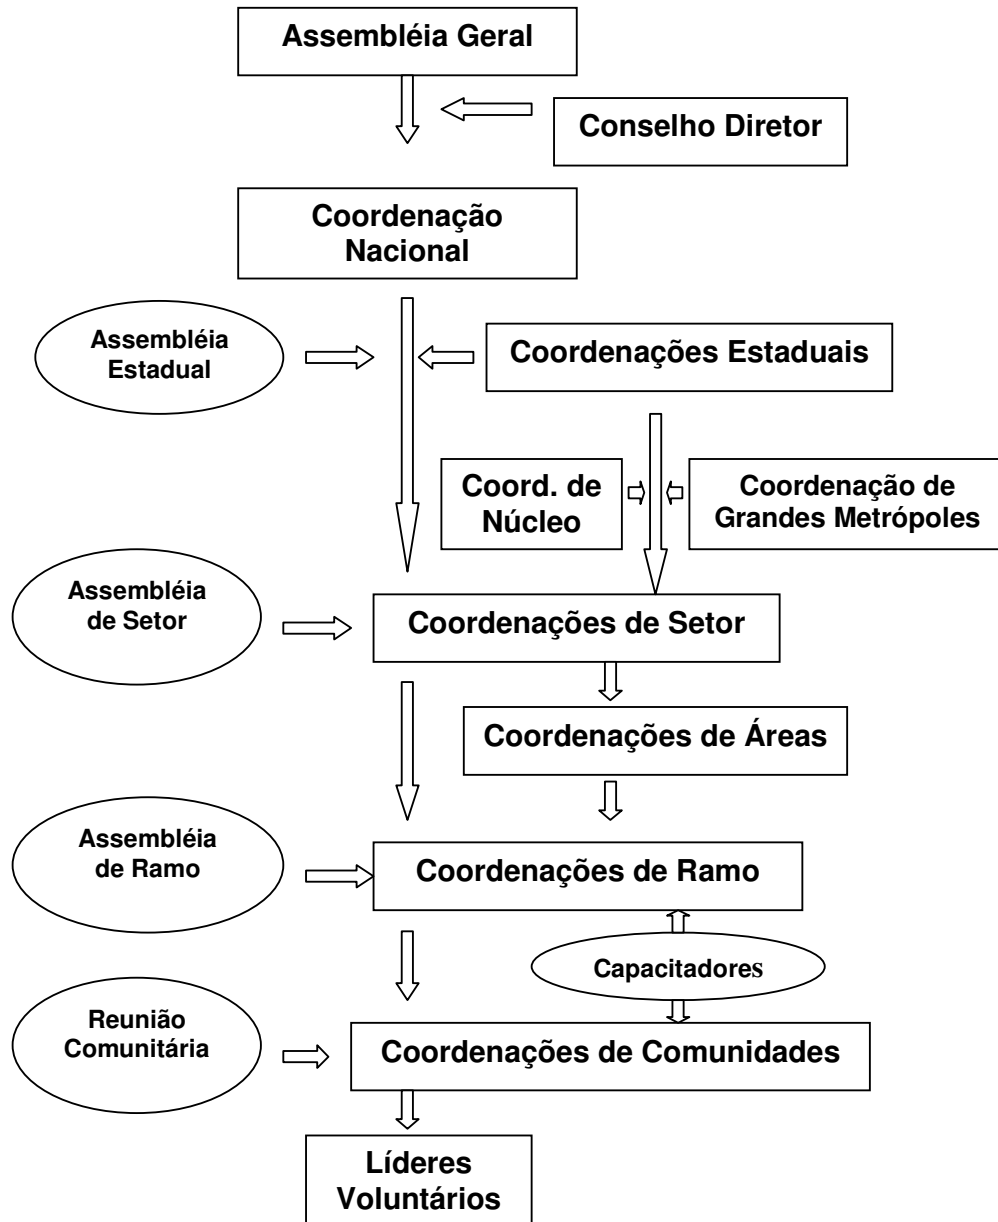 Assembléia Geral
Conselho Diretor
Coordenação
Nacional
Assembléia
Estadual
Coordenações Estaduais
Coord. de
Núcleo
Coordenação de
Grandes Metrópoles
Assembléia
de Setor
Coordenações de Setor
Coordenações de Áreas
Assembléia
de Ramo
Coordenações de Ramo
Capacitadores
Reunião
Comunitária
Coordenações de Comunidades
Líderes
Voluntários